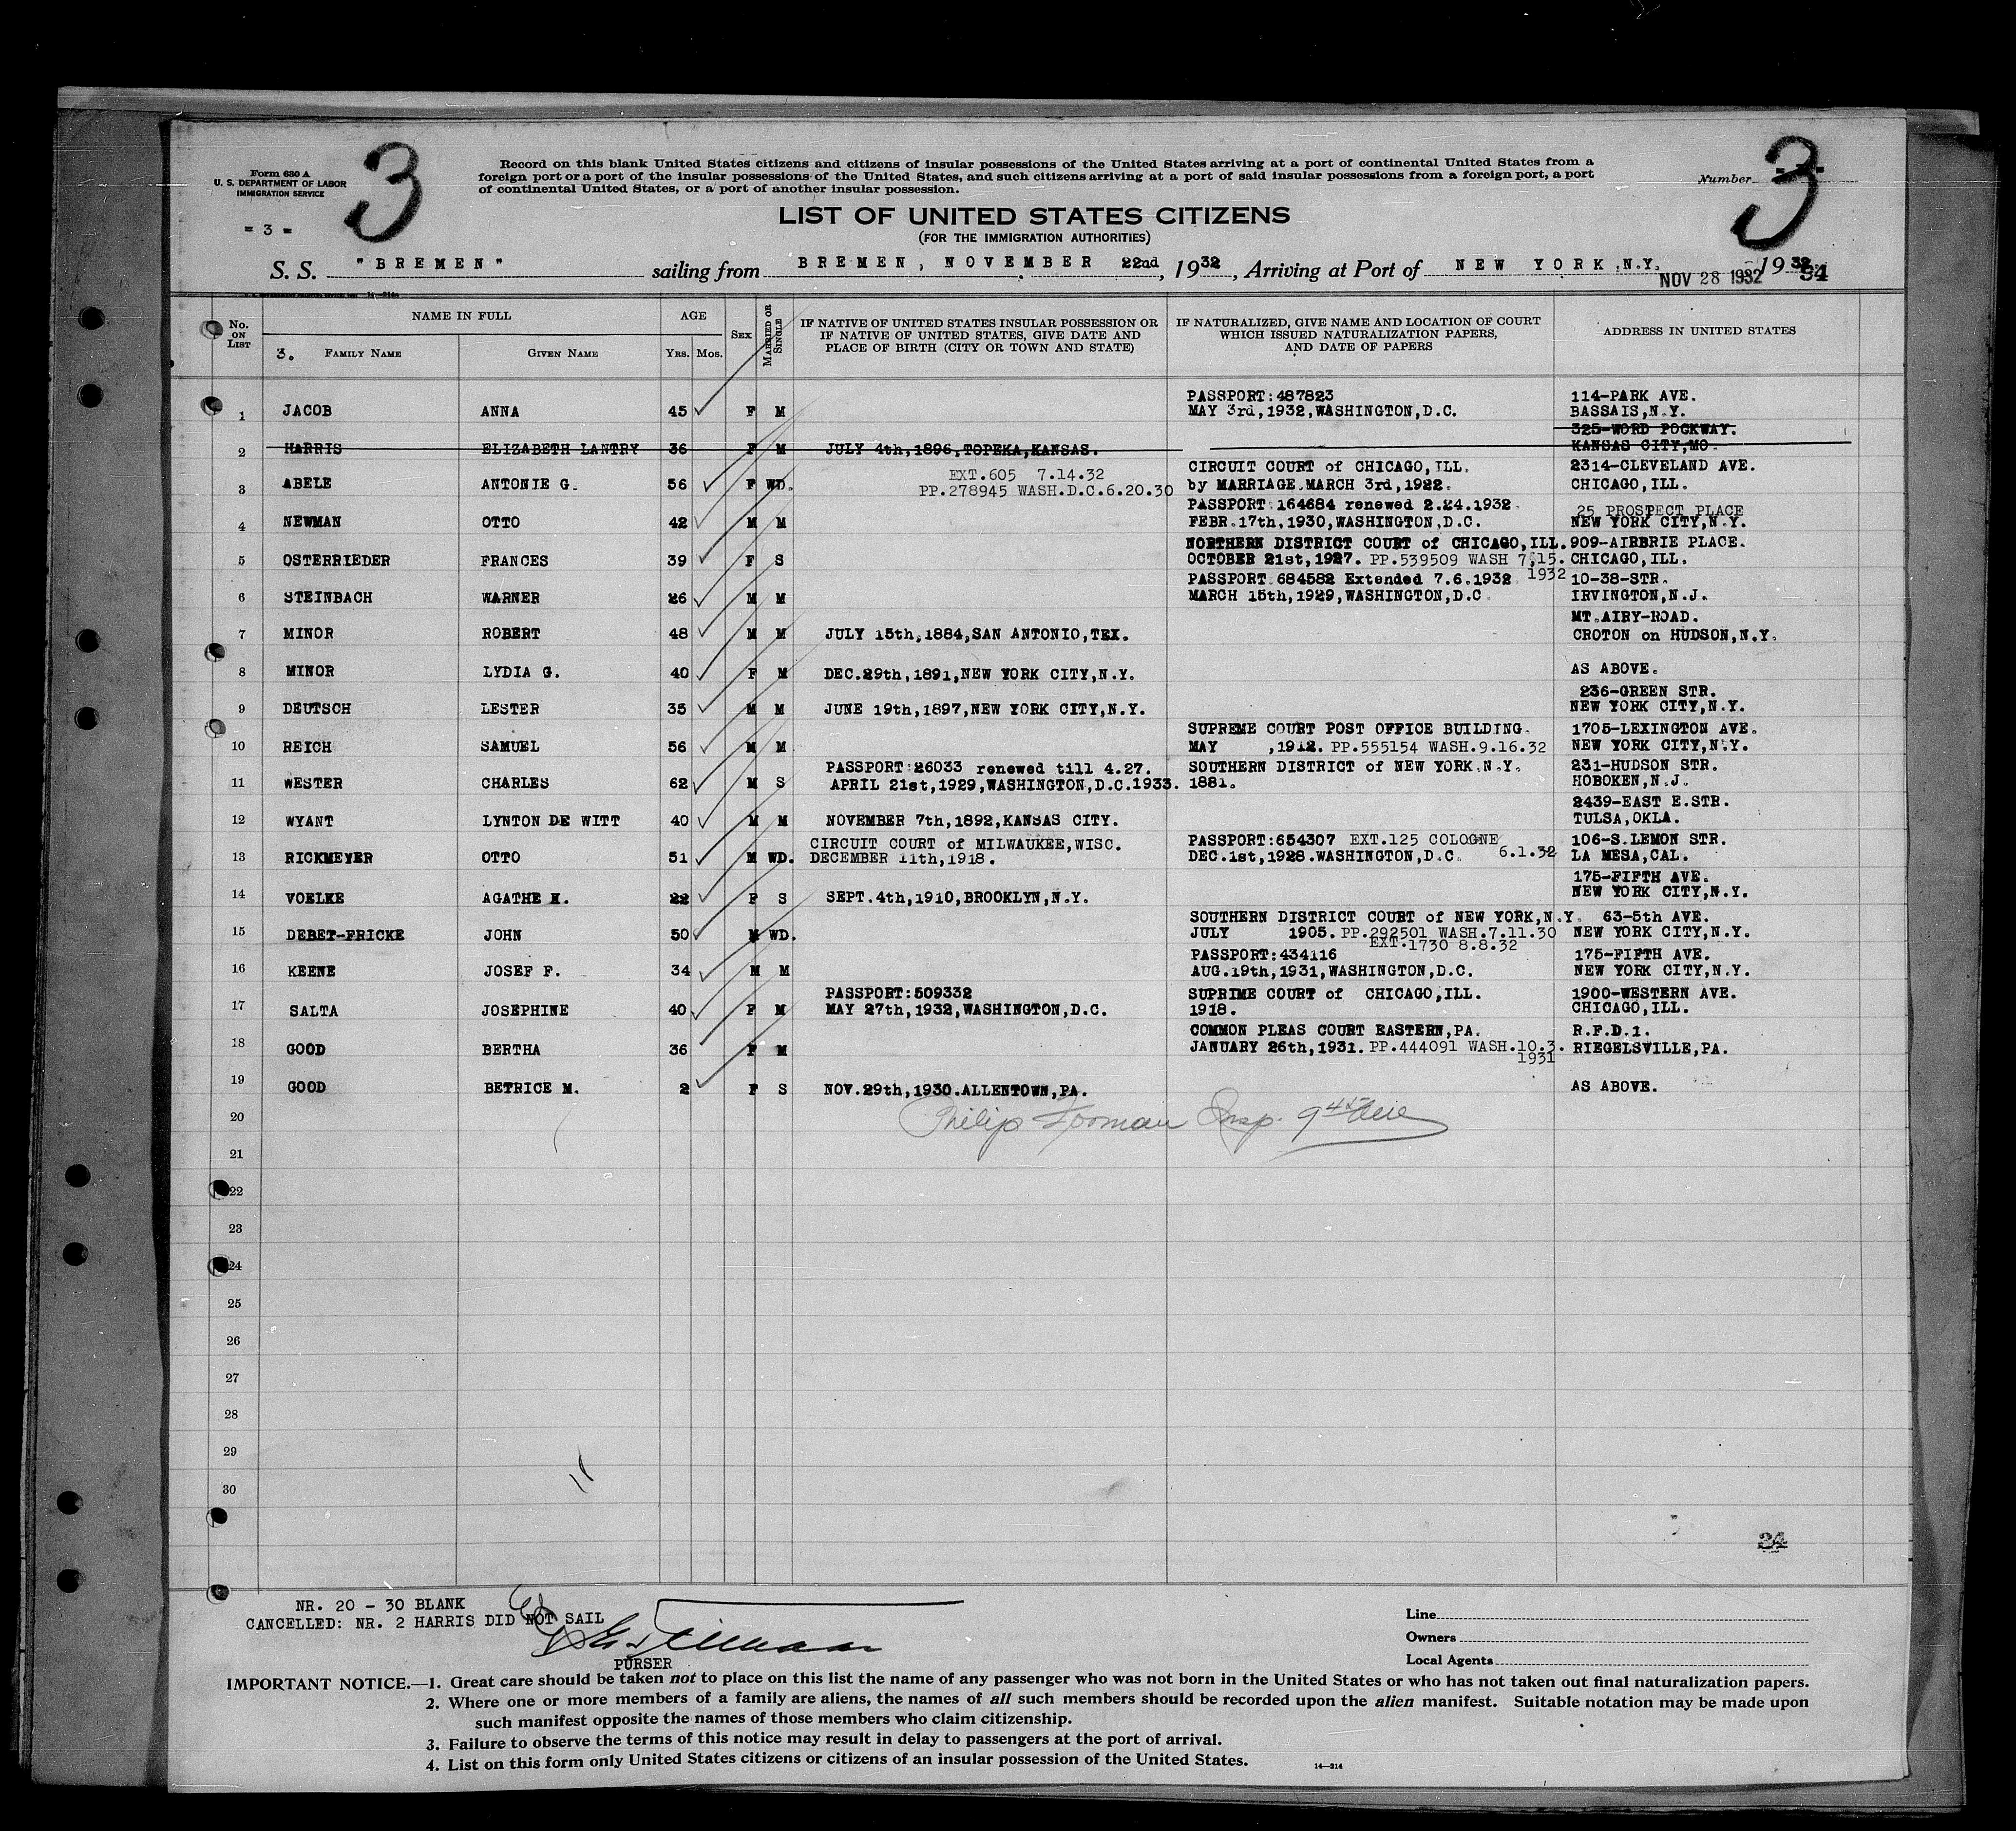 3
3
Form 630 A
U. S. DEPARTMENT OF LABOR
IMMIGRATION SERVICE
= 3 =
Record on this blank United States citizens and citizens of insular possessions of the United States arriving at a port of continental United States from a
foreign port or a port of the insular possessions of the United States, and such citizens arriving at a port of said insular possessions from a foreign port, a port
of continental United States, or a port of another insular possession.
Number
LIST OF UNITED STATES CITIZENS
(FOR THE IMMIGRATION AUTHORITIES)
S. S. "BREMEN" sailing from BREMEN, NOVEMBER 22nd, 1932, Arriving at Port of NEW YORK.N.Y. NOV 28 1932 1932 34
No. ON LIST
NAME IN FULL
3. FAMILY NAME
GIVEN NAME
AGE
YRS. MOS.
SEX
MARRIED OR SINGLE
IF NATIVE OF UNITED STATES INSULAR POSSESSION OR
IF NATIVE OF UNITED STATES, GIVE DATE AND
PLACE OF BIRTH (CITY OR TOWN AND STATE)
IF NATURALIZED, GIVE NAME AND LOCATION OF COURT
WHICH ISSUED NATURALIZATION PAPERS,
AND DATE OF PAPERS
ADDRESS IN UNITED STATES
PASSPORT:487823 114-PARK AVE.
1 JACOB ANNA 45 F M MAY 3rd,1932,WASHINGTON,D.C. BASSAIS,N.Y.
325-WORD POCKWAY.
2 HARRIS ELIZABETH LANTRY 36 F M JULY 4th,1896,TOPEKA,KANSAS. KANSAS CITY,MO.
EXT.605 7.14.32 CIRCUIT COURT of CHICAGO,ILL. 2314-CLEVELAND AVE.
3 ABELE ANTONIE G. 56 F WD. PP.278945 WASH.D.C.6.20.30 by MARRIAGE.MARCH 3rd,1922. CHICAGO,ILL.
PASSPORT:164684 renewed 2.24.1932. 25 PROSPECT PLACE
4 NEWMAN OTTO 42 M M FEBR.17th,1930,WASHINGTON,D.C. NEW YORK CITY,N.Y.
NORTHERN DISTRICT COURT of CHICAGO,ILL. 909-AIRBRIE PLACE.
5 OSTERRIEDER FRANCES 39 F S OCTOBER 21st,1927. PP.539509 WASH 7.15. 1932 CHICAGO,ILL.
PASSPORT.684582 Extended 7.6.1932. 10-38-STR.
6 STEINBACH WARNER 26 M M MARCH 15th,1929,WASHINGTON,D.C. IRVINGTON,N.J.
MT.AIRY-ROAD.
7 MINOR ROBERT 48 M M JULY 15th,1884,SAN ANTONIO,TEX. CROTON on HUDSON,N.Y.
8 MINOR LYDIA G. 40 F M DEC.29th,1891,NEW YORK CITY,N.Y. AS ABOVE.
236-GREEN STR.
9 DEUTSCH LESTER 35 M M JUNE 19th,1897,NEW YORK CITY,N.Y. NEW YORK CITY,N.Y.
SUPREME COURT POST OFFICE BUILDING. 1705-LEXINGTON AVE.
10 REICH SAMUEL 56 M M MAY ,1912. PP.555154 WASH.9.16.32 NEW YORK CITY,N.Y.
PASSPORT:26033 renewed till 4.27. SOUTHERN DISTRICT of NEW YORK.N.Y. 231-HUDSON STR.
11 WESTER CHARLES 62 M S APRIL 21st,1929,WASHINGTON,D.C.1933. 1881. HOBOKEN,N.J.
2439-EAST E.STR.
12 WYANT LYNTON DE WITT 40 M M NOVEMBER 7th,1892,KANSAS CITY. TULSA,OKLA.
CIRCUIT COURT of MILWAUKEE,WISC. PASSPORT:654307 EXT.125 COLOGNE 106-S.LEMON STR.
13 RICKMEYER OTTO 51 M WD. DECEMBER 11th,1918. DEC.1st,1928.WASHINGTON,D.C. 6.1.32 LA MESA,CAL.
175-FIFTH AVE.
14 VOELKE AGATHE H. 22 F S SEPT.4th,1910,BROOKLYN,N.Y. NEW YORK CITY,N.Y.
SOUTHERN DISTRICT COURT of NEW YORK,N.Y. 63-5th AVE.
15 DEBET-FRICKE JOHN 50 M WD. JULY 1905. PP.292501 WASH.7.11.30 NEW YORK CITY,N.Y.
EXT.1730 8.8.32
PASSPORT:434116 175-FIFTH AVE.
16 KEENE JOSEF F. 34 M M AUG.19th,1931,WASHINGTON,D.C. NEW YORK CITY,N.Y.
PASSPORT:509332 SUPRIME COURT of CHICAGO,ILL. 1900-WESTERN AVE.
17 SALTA JOSEPHINE 40 F M MAY 27th,1932,WASHINGTON,D.C. 1918. CHICAGO,ILL.
COMMON PLEAS COURT EASTERN,PA. R.F.D.1.
18 GOOD BERTHA 36 F M JANUARY 26th,1931. PP.444091 WASH.10.3. 1931 RIEGELSVILLE,PA.
19 GOOD BETRICE M. 2 F S NOV.29th,1930.ALLENTOWN,PA. AS ABOVE.
20 Philip Forman Insp.
21
22
23
24
25
26
27
28
29
30
34
NR. 20 - 30 BLANK
CANCELLED: NR. 2 HARRIS DID NOT SAIL
PURSER
Line
Owners
Local Agents
IMPORTANT NOTICE.—1. Great care should be taken not to place on this list the name of any passenger who was not born in the United States or who has not taken out final naturalization papers.
2. Where one or more members of a family are aliens, the names of all such members should be recorded upon the alien manifest. Suitable notation may be made upon
such manifest opposite the names of those members who claim citizenship.
3. Failure to observe the terms of this notice may result in delay to passengers at the port of arrival.
4. List on this form only United States citizens or citizens of an insular possession of the United States.
14—314